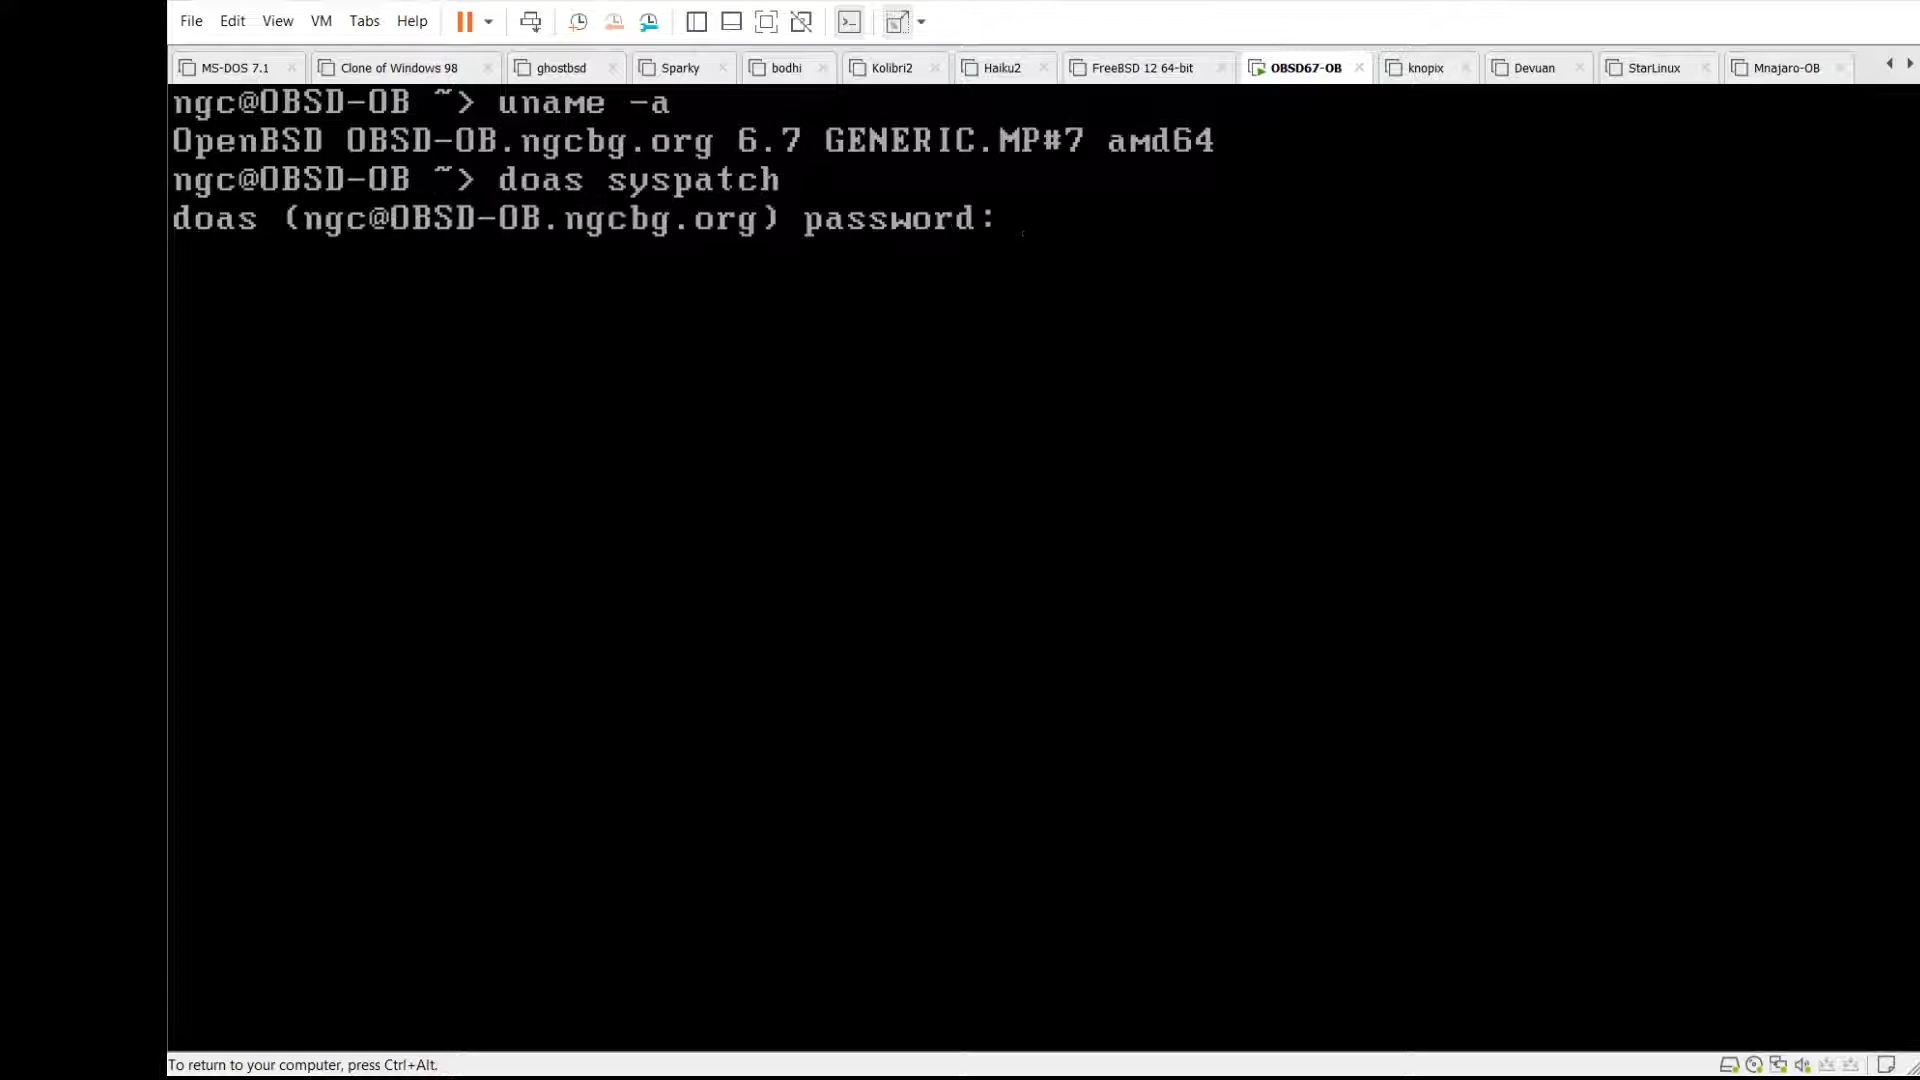 File Edit View VM Tabs Help
MS-DOS 7.1 Clone of Windows 98 ghostbsd Sparky bodhi Kolibri2 Haiku2 FreeBSD 12 64-bit OBSD67-OB knopix Devuan StarLinux Mnajaro-OB
ngc@OBSD-OB ~> uname -a
OpenBSD OBSD-OB.ngcbg.org 6.7 GENERIC.MP#7 amd64
ngc@OBSD-OB ~> doas syspatch
doas (ngc@OBSD-OB.ngcbg.org) password:
To return to your computer, press Ctrl+Alt.